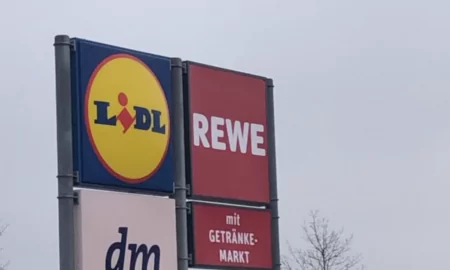 LiDL
REWE
mit
GETRÄNKE-
MARKT
dm